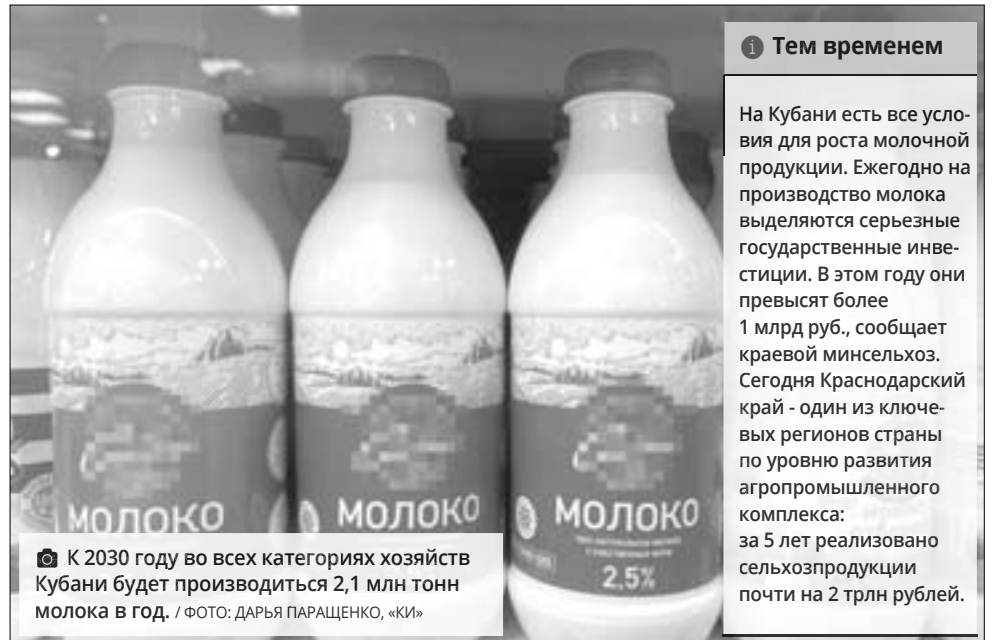 Тем временем
На Кубани есть все усло-
вия для роста молочной
продукции. Ежегодно на
производство молока
выделяются серьезные
государственные инве-
стиции. В этом году они
превысят более
1 млрд руб., сообщает
краевой минсельхоз.
Сегодня Краснодарский
край - один из ключе-
вых регионов страны
по уровню развития
агропромышленного
комплекса:
за 5 лет реализовано
сельхозпродукции
почти на 2 трлн рублей.
МОЛОКО
МОЛОКО
МОЛОКО
2,5%
К 2030 году во всех категориях хозяйств
Кубани будет производиться 2,1 млн тонн
молока в год. / ФОТО: ДАРЬЯ ПАРАЩЕНКО, «КИ»